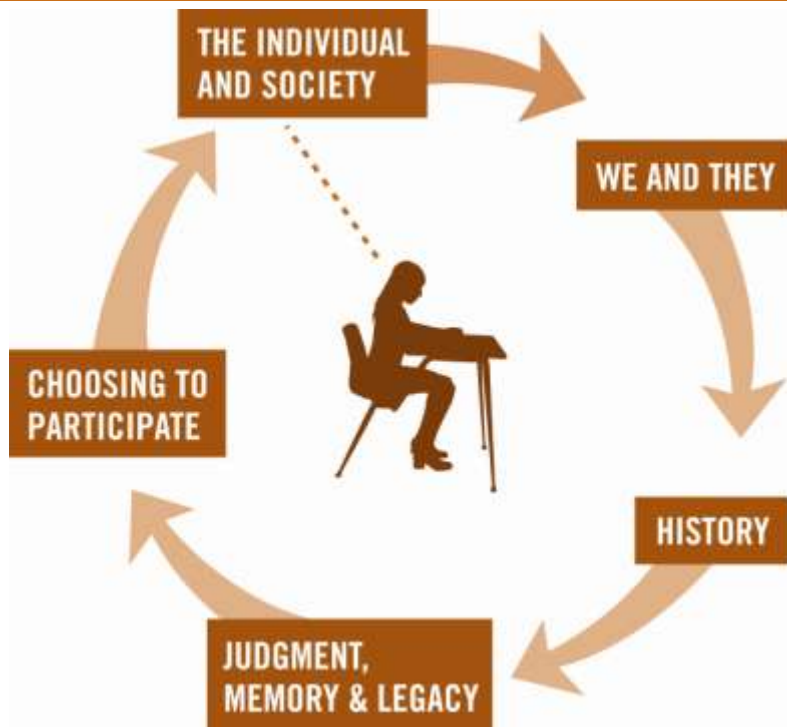 THE INDIVIDUAL
AND SOCIETY
WE AND THEY
HISTORY
JUDGMENT,
MEMORY & LEGACY
CHOOSING TO
PARTICIPATE